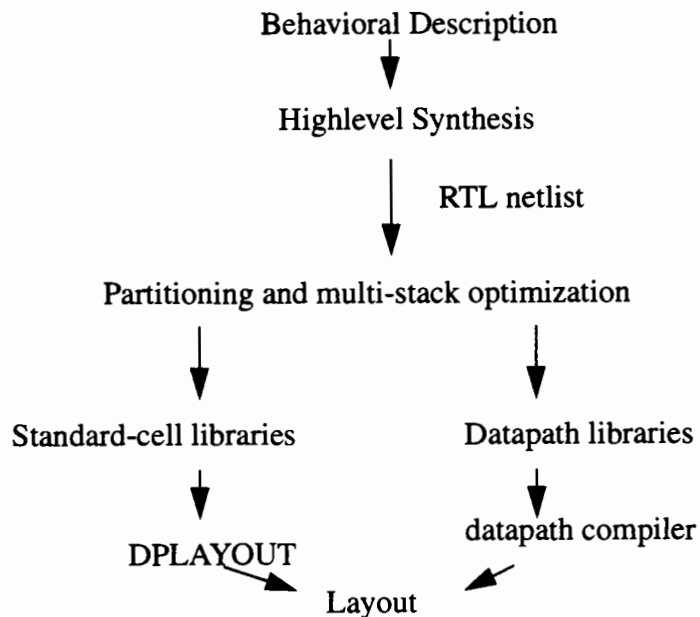 Behavioral Description
Highlevel Synthesis
RTL netlist
Partitioning and multi-stack optimization
Standard-cell libraries
Datapath libraries
DPLAYOUT
datapath compiler
Layout